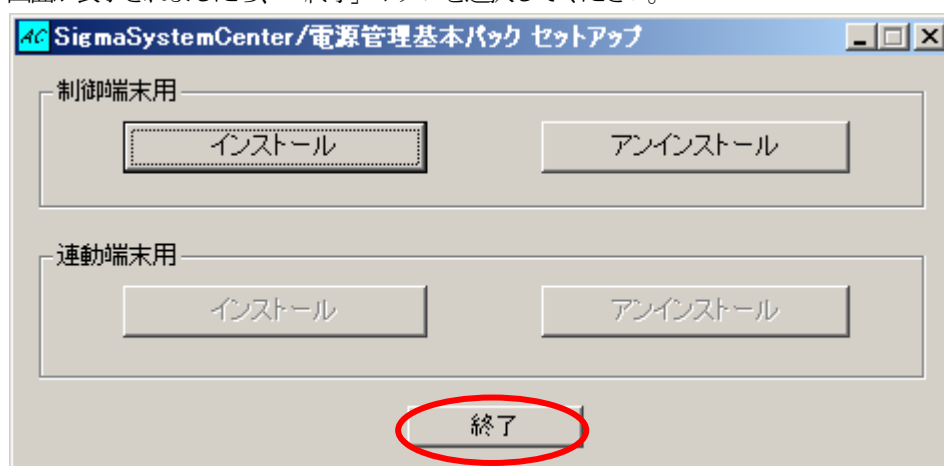 AC SigmaSystemCenter/電源管理基本パック セットアップ
制御端末用
インストール アンインストール
連動端末用
インストール アンインストール
終了